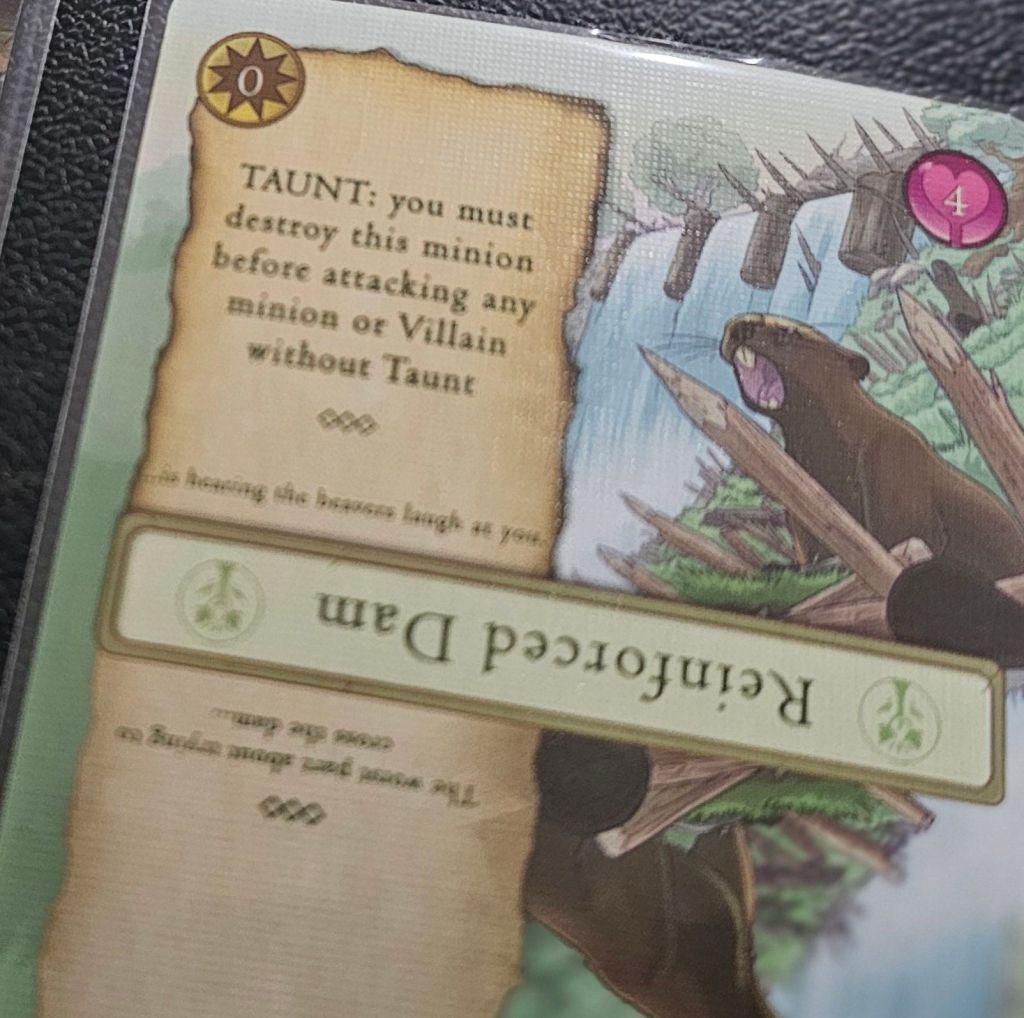 0
TAUNT: you must
destroy this minion
before attacking any
minion or Villain
without Taunt
4
...is hearing the beavers laugh at you.
Reinforced Dam
The worst part about trying to
cross the dam...